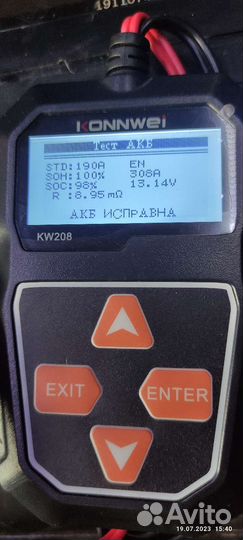 KONNWEI
Тест АКБ
STD:190A EN
SOH:100% 308A
SOC:98% 13.14V
R :8.95mΩ
АКБ ИСПРАВНА
KW208
EXIT
ENTER
Avito
19.07.2023 15:40